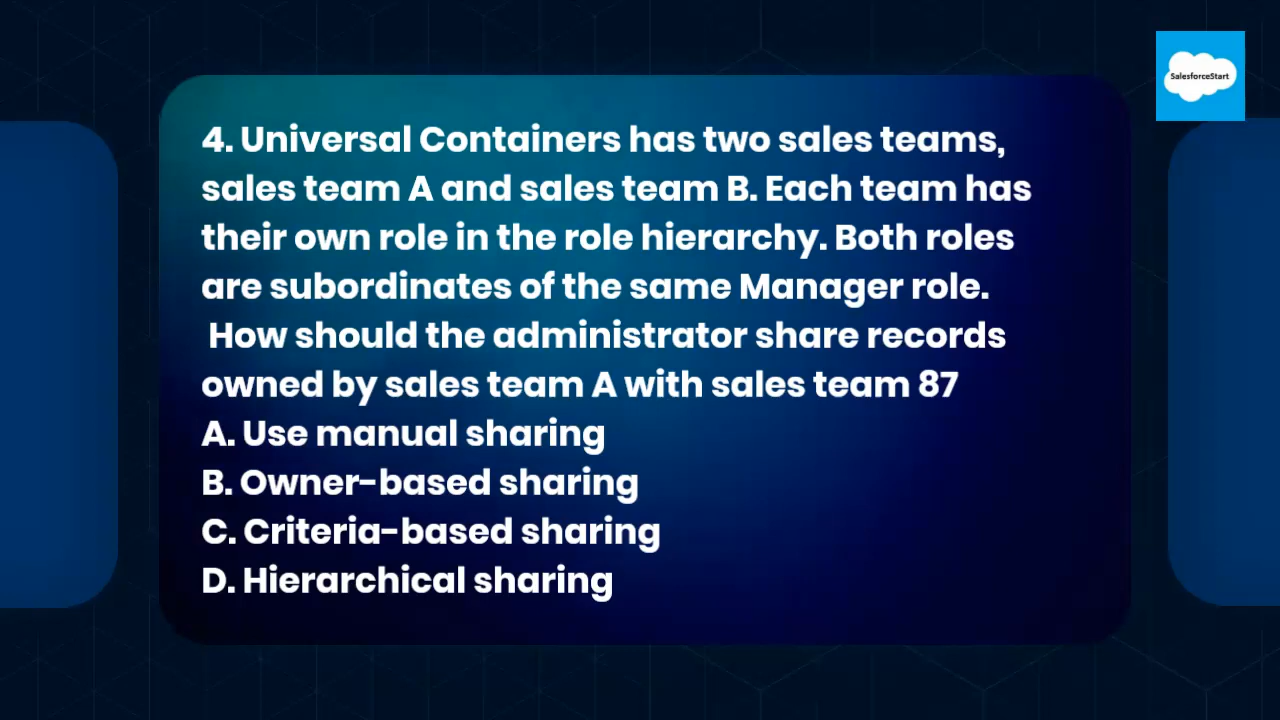 SalesforceStart
4. Universal Containers has two sales teams,
sales team A and sales team B. Each team has
their own role in the role hierarchy. Both roles
are subordinates of the same Manager role.
How should the administrator share records
owned by sales team A with sales team 87
A. Use manual sharing
B. Owner-based sharing
C. Criteria-based sharing
D. Hierarchical sharing